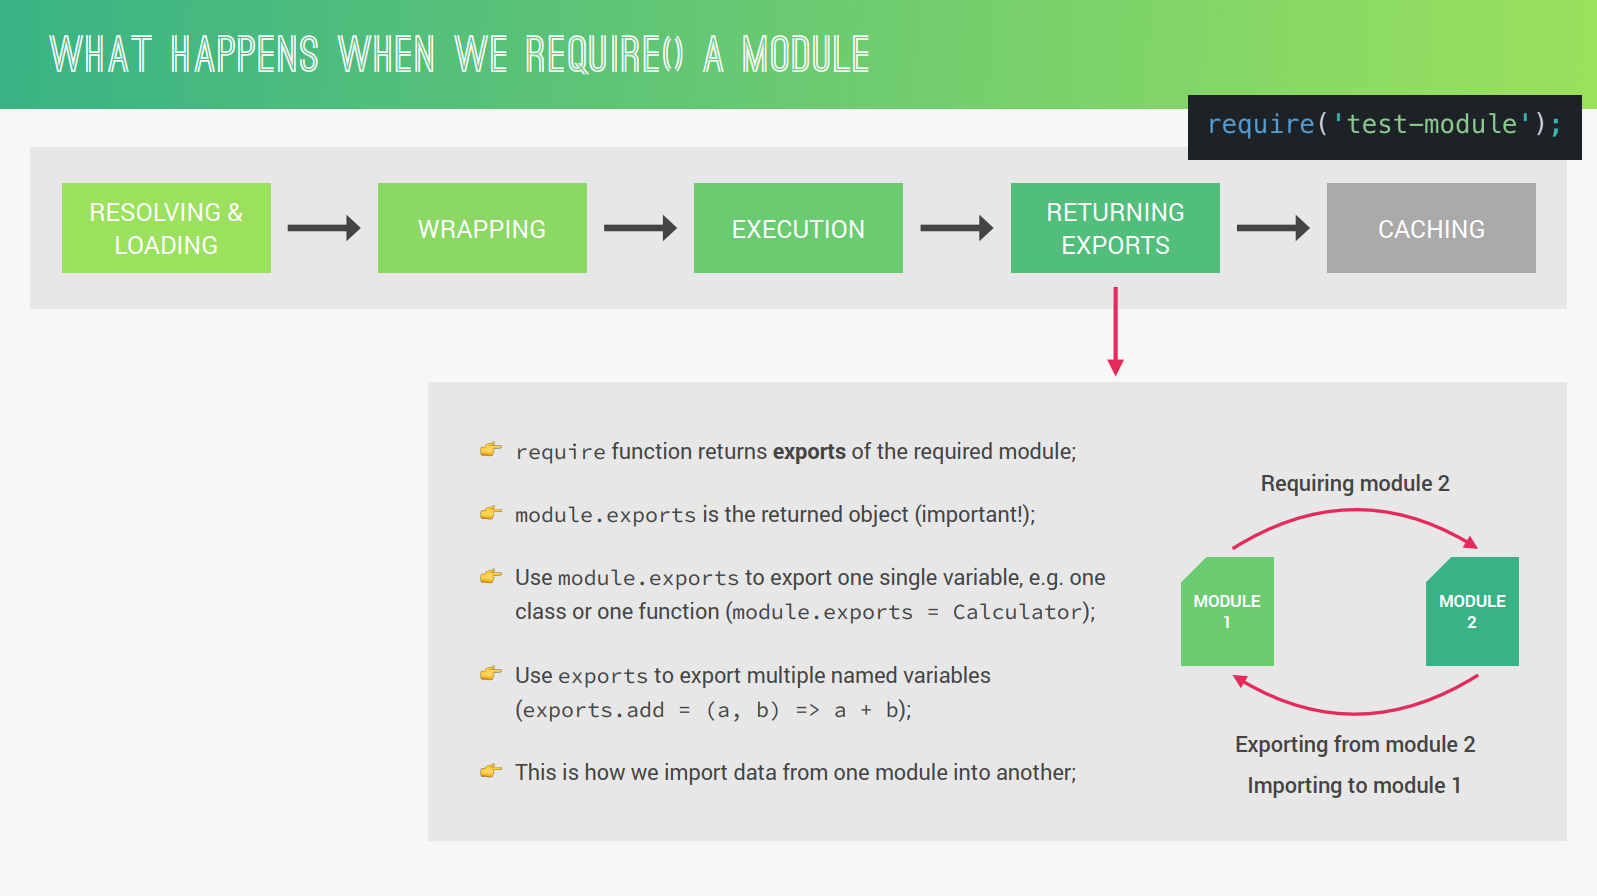 WHAT HAPPENS WHEN WE REQUIRE() A MODULE
require('test-module');
RESOLVING &
LOADING
WRAPPING
EXECUTION
RETURNING
EXPORTS
CACHING
require function returns exports of the required module;
module.exports is the returned object (important!);
Use module.exports to export one single variable, e.g. one
class or one function (module.exports = Calculator);
Use exports to export multiple named variables
(exports.add = (a, b) => a + b);
This is how we import data from one module into another;
Requiring module 2
MODULE
1
MODULE
2
Exporting from module 2
Importing to module 1